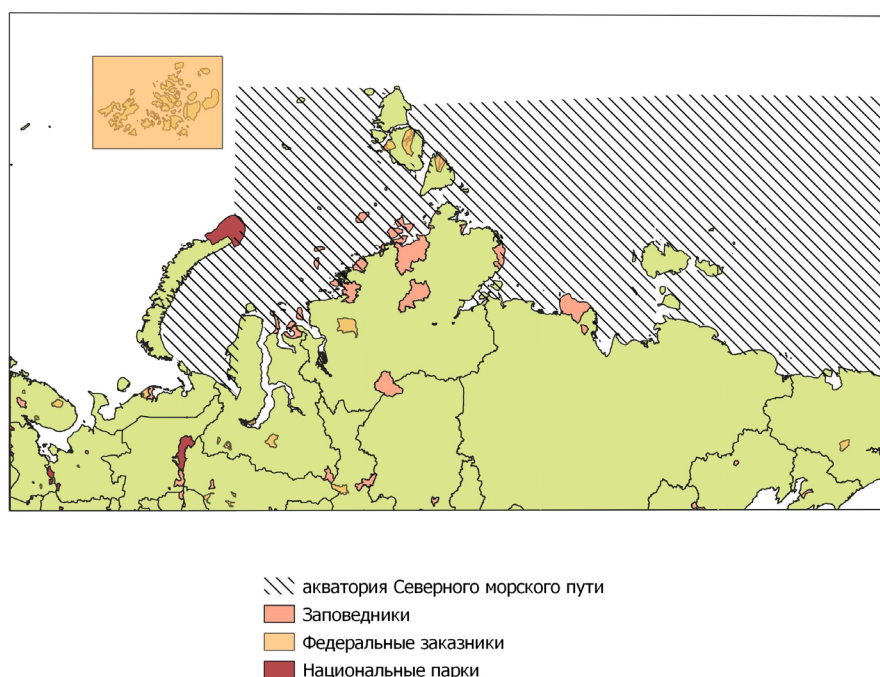 акватория Северного морского пути
Заповедники
Федеральные заказники
Национальные парки